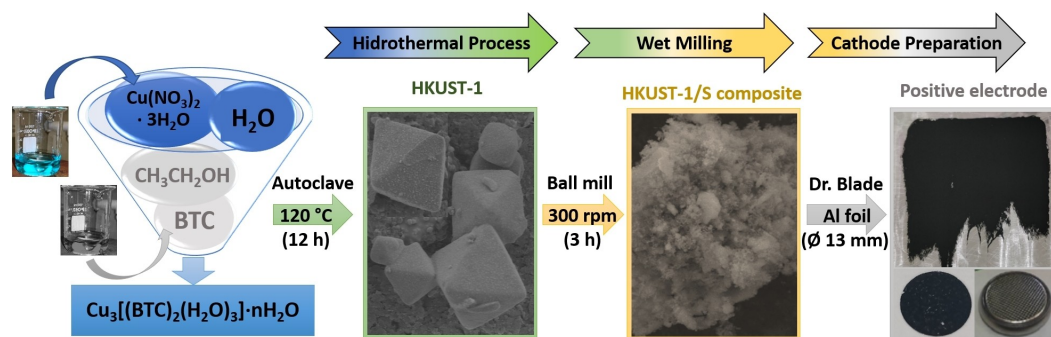 Hidrothermal Process
Wet Milling
Cathode Preparation
HKUST-1
HKUST-1/S composite
Positive electrode
Cu(NO₃)₂
· 3H₂O
H₂O
CH₃CH₂OH
BTC
Autoclave
120 °C
(12 h)
Ball mill
300 rpm
(3 h)
Dr. Blade
Al foil
(Ø 13 mm)
Cu₃[(BTC)₂(H₂O)₃]·nH₂O